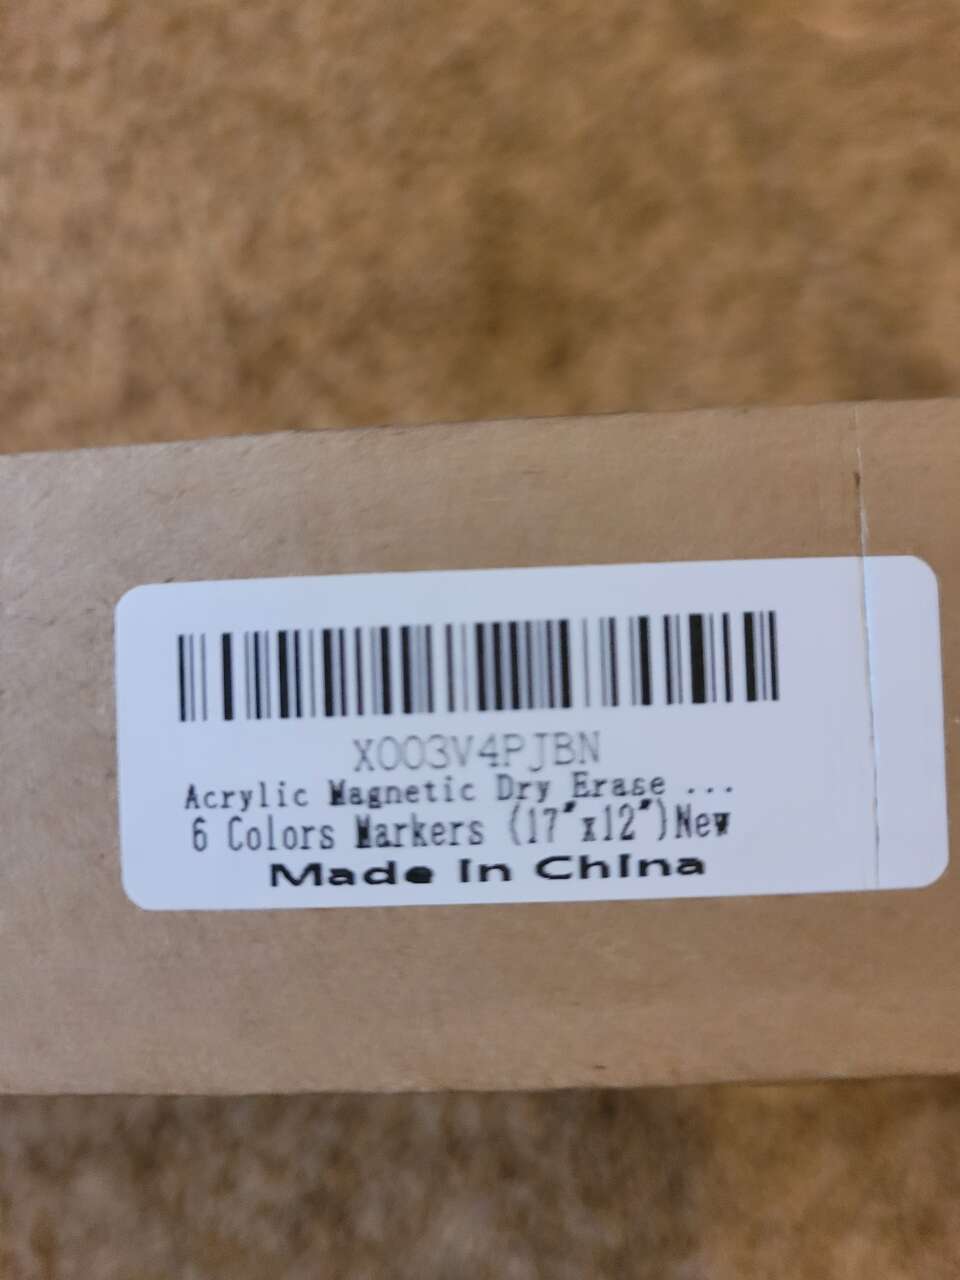 X003V4PJBN
Acrylic Magnetic Dry Erase ...
6 Colors Markers (17"x12")New
Made In China